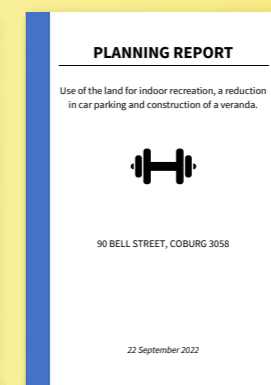 PLANNING REPORT
Use of the land for indoor recreation, a reduction
in car parking and construction of a veranda.
90 BELL STREET, COBURG 3058
22 September 2022